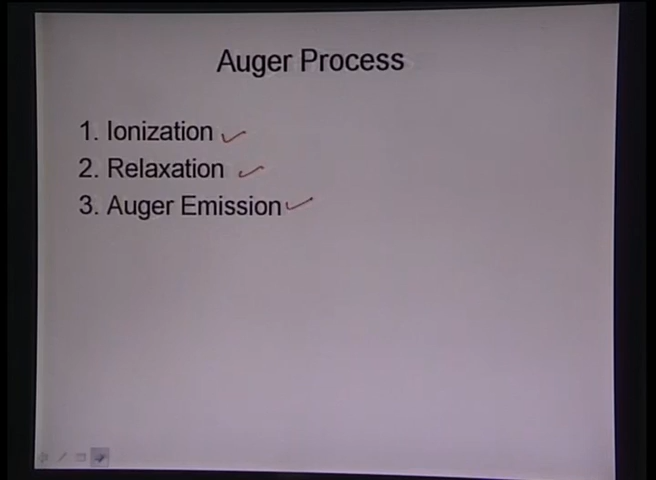 Auger Process
1. Ionization
2. Relaxation
3. Auger Emission